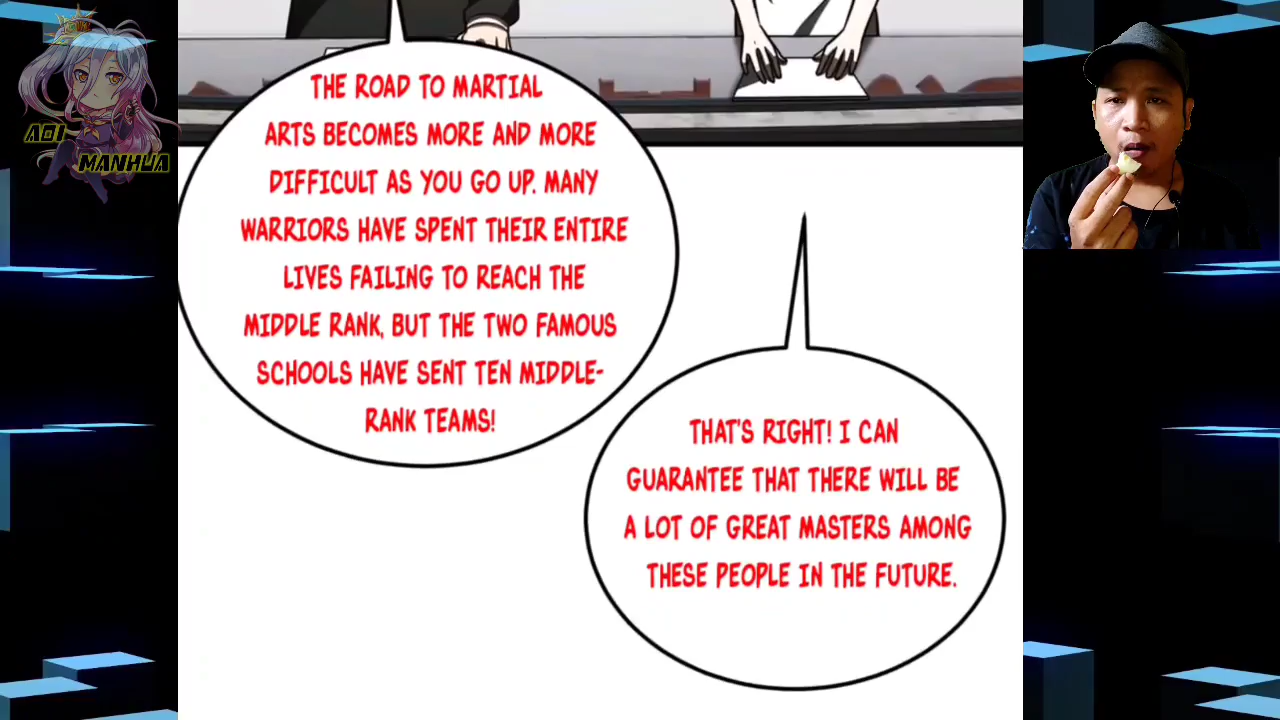 AOI
MANHUA
THE ROAD TO MARTIAL
ARTS BECOMES MORE AND MORE
DIFFICULT AS YOU GO UP. MANY
WARRIORS HAVE SPENT THEIR ENTIRE
LIVES FAILING TO REACH THE
MIDDLE RANK, BUT THE TWO FAMOUS
SCHOOLS HAVE SENT TEN MIDDLE-
RANK TEAMS!
THAT'S RIGHT! I CAN
GUARANTEE THAT THERE WILL BE
A LOT OF GREAT MASTERS AMONG
THESE PEOPLE IN THE FUTURE.